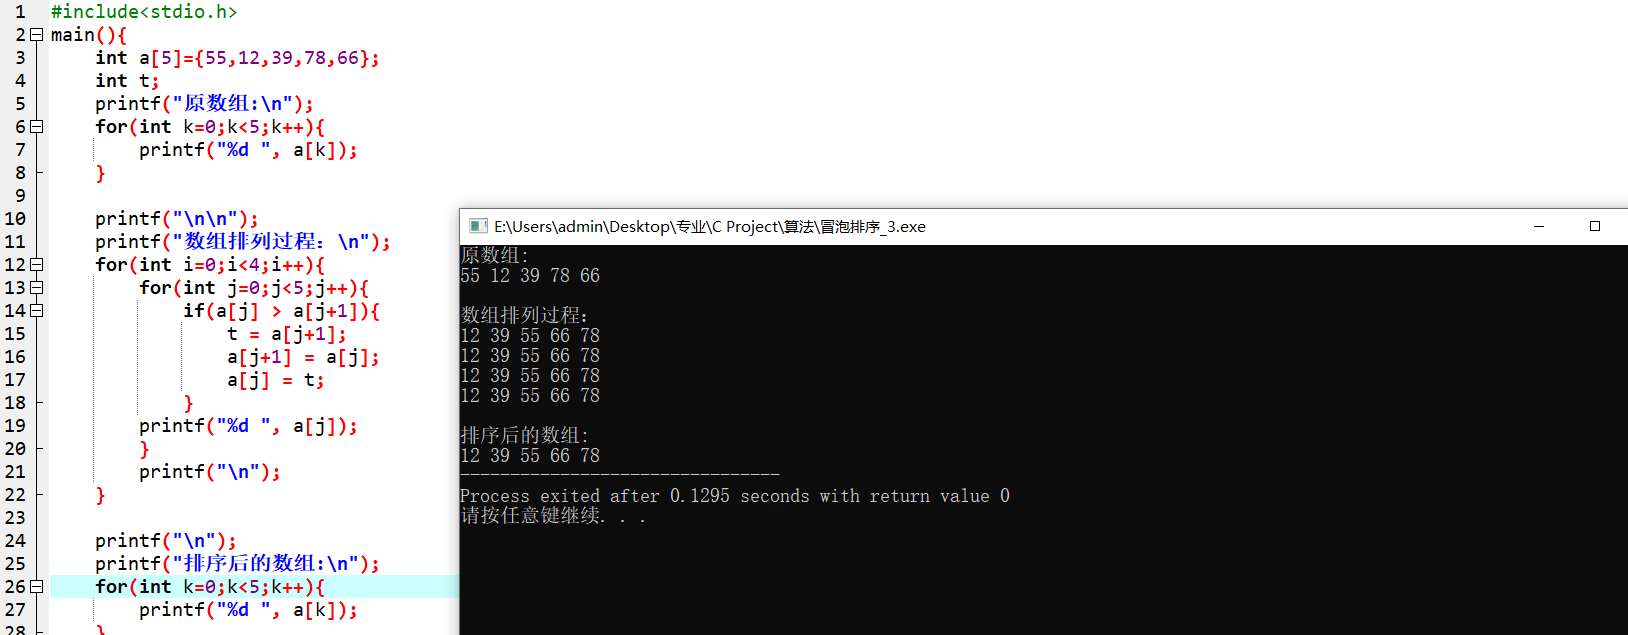 1 #include<stdio.h>
2 main(){
3 int a[5]={55,12,39,78,66};
4 int t;
5 printf("原数组:\n");
6 for(int k=0;k<5;k++){
7 printf("%d ", a[k]);
8 }
9
10 printf("\n\n");
11 printf("数组排列过程：\n");
12 for(int i=0;i<4;i++){
13 for(int j=0;j<5;j++){
14 if(a[j] > a[j+1]){
15 t = a[j+1];
16 a[j+1] = a[j];
17 a[j] = t;
18 }
19 printf("%d ", a[j]);
20 }
21 printf("\n");
22 }
23
24 printf("\n");
25 printf("排序后的数组:\n");
26 for(int k=0;k<5;k++){
27 printf("%d ", a[k]);
28 }
E:\Users\admin\Desktop\专业\C Project\算法\冒泡排序_3.exe
原数组:
55 12 39 78 66
数组排列过程：
12 39 55 66 78
12 39 55 66 78
12 39 55 66 78
12 39 55 66 78
排序后的数组:
12 39 55 66 78
--------------------------------
Process exited after 0.1295 seconds with return value 0
请按任意键继续. . .